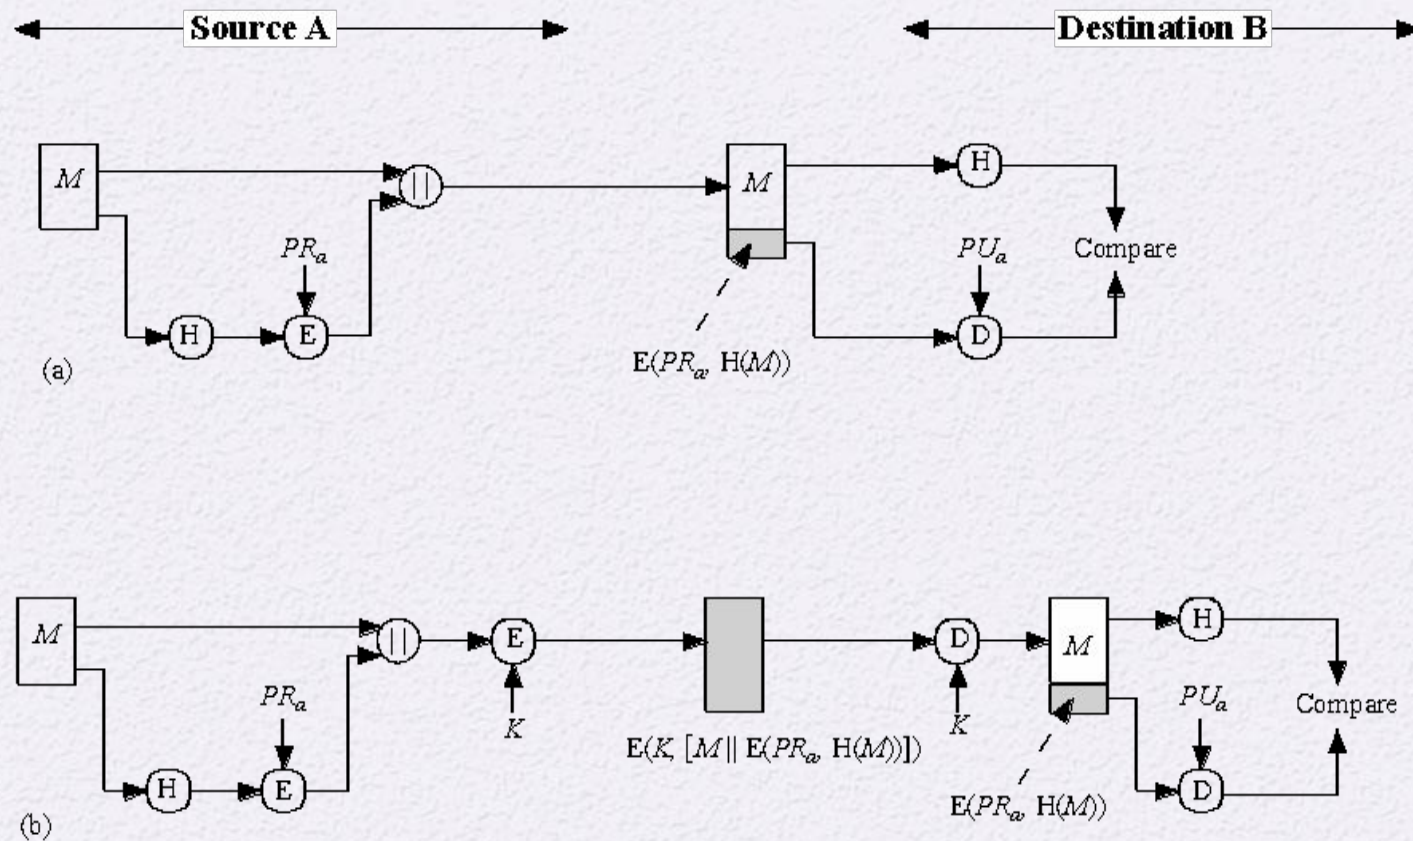 Source A
Destination B
M
||
M
H
PRa
PUa
Compare
H
E
D
E(PRa, H(M))
(a)
M
||
E
D
M
H
PRa
K
K
PUa
Compare
E(K, [M || E(PRa, H(M))])
H
E
D
E(PRa, H(M))
(b)